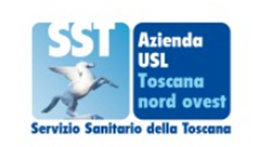 SST
Azienda
USL
Toscana
nord ovest
Servizio Sanitario della Toscana